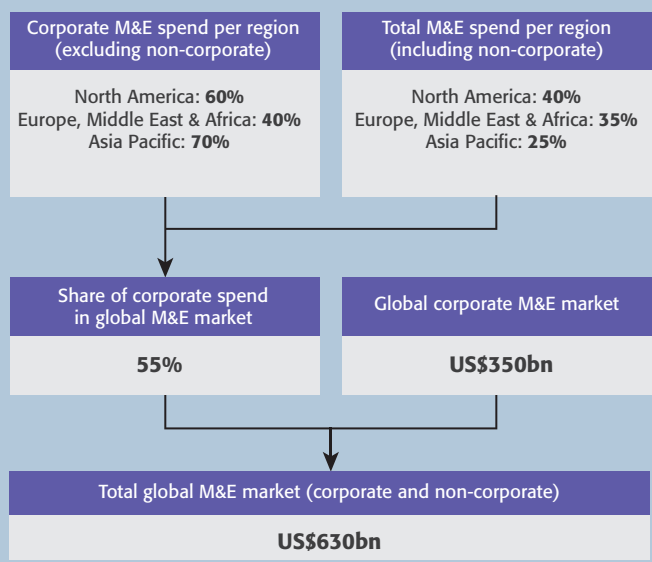 Corporate M&E spend per region
(excluding non-corporate)
North America: 60%
Europe, Middle East & Africa: 40%
Asia Pacific: 70%
Total M&E spend per region
(including non-corporate)
North America: 40%
Europe, Middle East & Africa: 35%
Asia Pacific: 25%
Share of corporate spend
in global M&E market
55%
Global corporate M&E market
US$350bn
Total global M&E market (corporate and non-corporate)
US$630bn